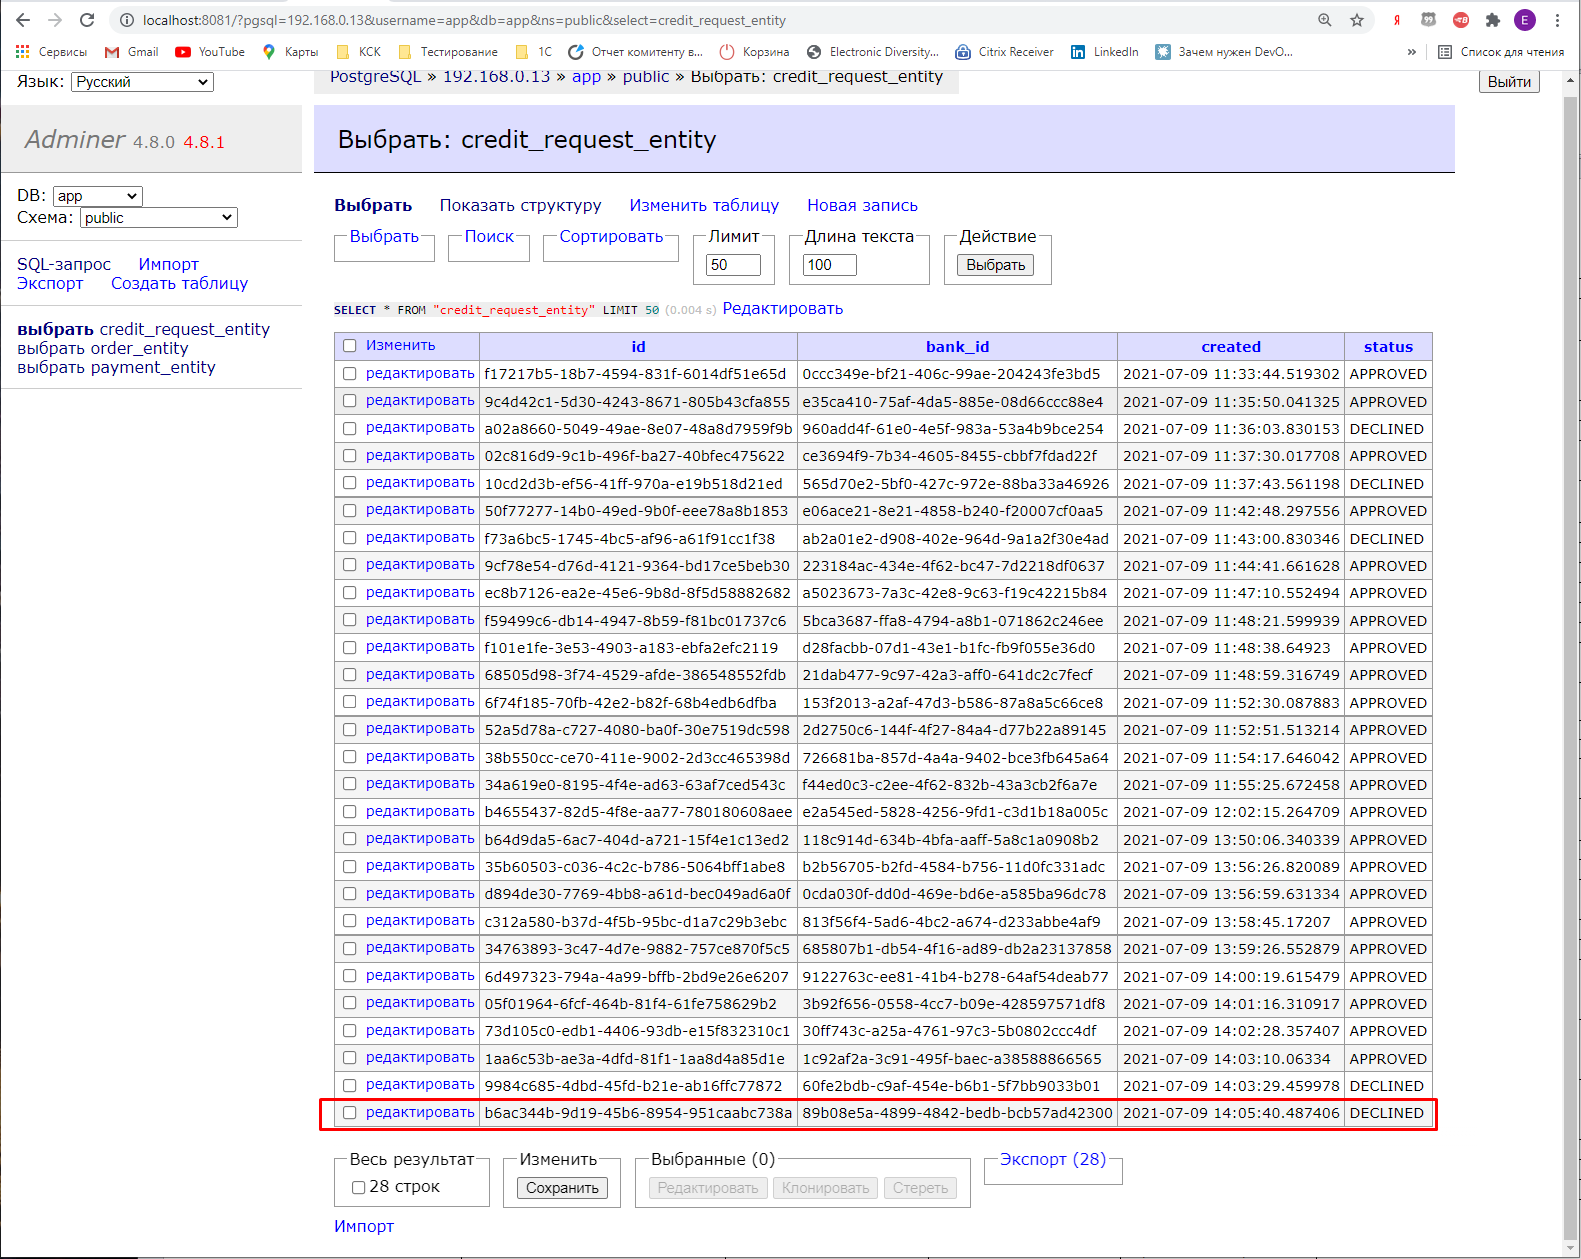 localhost:8081/?pgsql=192.168.0.13&username=app&db=app&ns=public&select=credit_request_entity
Я 99 E
Сервисы Gmail YouTube Карты КСК Тестирование 1С Отчет комитенту в... Корзина Electronic Diversity... Citrix Receiver LinkedIn Зачем нужен DevO... » Список для чтения
Язык: Русский
PostgreSQL » 192.168.0.13 » app » public » Выбрать: credit_request_entity
Выйти
Adminer 4.8.0 4.8.1
Выбрать: credit_request_entity
DB: app
Схема: public
SQL-запрос Импорт
Экспорт Создать таблицу
выбрать credit_request_entity
выбрать order_entity
выбрать payment_entity
Выбрать Показать структуру Изменить таблицу Новая запись
Выбрать Поиск Сортировать Лимит Длина текста Действие
50 100 Выбрать
SELECT * FROM "credit_request_entity" LIMIT 50 (0.004 s) Редактировать
Изменить id bank_id created status
редактировать f17217b5-18b7-4594-831f-6014df51e65d 0ccc349e-bf21-406c-99ae-204243fe3bd5 2021-07-09 11:33:44.519302 APPROVED
редактировать 9c4d42c1-5d30-4243-8671-805b43cfa855 e35ca410-75af-4da5-885e-08d66ccc88e4 2021-07-09 11:35:50.041325 APPROVED
редактировать a02a8660-5049-49ae-8e07-48a8d7959f9b 960add4f-61e0-4e5f-983a-53a4b9bce254 2021-07-09 11:36:03.830153 DECLINED
редактировать 02c816d9-9c1b-496f-ba27-40bfec475622 ce3694f9-7b34-4605-8455-cbbf7fdad22f 2021-07-09 11:37:30.017708 APPROVED
редактировать 10cd2d3b-ef56-41ff-970a-e19b518d21ed 565d70e2-5bf0-427c-972e-88ba33a46926 2021-07-09 11:37:43.561198 DECLINED
редактировать 50f77277-14b0-49ed-9b0f-eee78a8b1853 e06ace21-8e21-4858-b240-f20007cf0aa5 2021-07-09 11:42:48.297556 APPROVED
редактировать f73a6bc5-1745-4bc5-af96-a61f91cc1f38 ab2a01e2-d908-402e-964d-9a1a2f30e4ad 2021-07-09 11:43:00.830346 DECLINED
редактировать 9cf78e54-d76d-4121-9364-bd17ce5beb30 223184ac-434e-4f62-bc47-7d2218df0637 2021-07-09 11:44:41.661628 APPROVED
редактировать ec8b7126-ea2e-45e6-9b8d-8f5d58882682 a5023673-7a3c-42e8-9c63-f19c42215b84 2021-07-09 11:47:10.552494 APPROVED
редактировать f59499c6-db14-4947-8b59-f81bc01737c6 5bca3687-ffa8-4794-a8b1-071862c246ee 2021-07-09 11:48:21.599939 APPROVED
редактировать f101e1fe-3e53-4903-a183-ebfa2efc2119 d28facbb-07d1-43e1-b1fc-fb9f055e36d0 2021-07-09 11:48:38.64923 APPROVED
редактировать 68505d98-3f74-4529-afde-386548552fdb 21dab477-9c97-42a3-aff0-641dc2c7fecf 2021-07-09 11:48:59.316749 APPROVED
редактировать 6f74f185-70fb-42e2-b82f-68b4edb6dfba 153f2013-a2af-47d3-b586-87a8a5c66ce8 2021-07-09 11:52:30.087883 APPROVED
редактировать 52a5d78a-c727-4080-ba0f-30e7519dc598 2d2750c6-144f-4f27-84a4-d77b22a89145 2021-07-09 11:52:51.513214 APPROVED
редактировать 38b550cc-ce70-411e-9002-2d3cc465398d 726681ba-857d-4a4a-9402-bce3fb645a64 2021-07-09 11:54:17.646042 APPROVED
редактировать 34a619e0-8195-4f4e-ad63-63af7ced543c f44ed0c3-c2ee-4f62-832b-43a3cb2f6a7e 2021-07-09 11:55:25.672458 APPROVED
редактировать b4655437-82d5-4f8e-aa77-780180608aee e2a545ed-5828-4256-9fd1-c3d1b18a005c 2021-07-09 12:02:15.264709 APPROVED
редактировать b64d9da5-6ac7-404d-a721-15f4e1c13ed2 118c914d-634b-4bfa-aaff-5a8c1a0908b2 2021-07-09 13:50:06.340339 APPROVED
редактировать 35b60503-c036-4c2c-b786-5064bff1abe8 b2b56705-b2fd-4584-b756-11d0fc331adc 2021-07-09 13:56:26.820089 APPROVED
редактировать d894de30-7769-4bb8-a61d-bec049ad6a0f 0cda030f-dd0d-469e-bd6e-a585ba96dc78 2021-07-09 13:56:59.631334 APPROVED
редактировать c312a580-b37d-4f5b-95bc-d1a7c29b3ebc 813f56f4-5ad6-4bc2-a674-d233abbe4af9 2021-07-09 13:58:45.17207 APPROVED
редактировать 34763893-3c47-4d7e-9882-757ce870f5c5 685807b1-db54-4f16-ad89-db2a23137858 2021-07-09 13:59:26.552879 APPROVED
редактировать 6d497323-794a-4a99-bffb-2bd9e26e6207 9122763c-ee81-41b4-b278-64af54deab77 2021-07-09 14:00:19.615479 APPROVED
редактировать 05f01964-6fcf-464b-81f4-61fe758629b2 3b92f656-0558-4cc7-b09e-428597571df8 2021-07-09 14:01:16.310917 APPROVED
редактировать 73d105c0-edb1-4406-93db-e15f832310c1 30ff743c-a25a-4761-97c3-5b0802ccc4df 2021-07-09 14:02:28.357407 APPROVED
редактировать 1aa6c53b-ae3a-4dfd-81f1-1aa8d4a85d1e 1c92af2a-3c91-495f-baec-a38588866565 2021-07-09 14:03:10.06334 APPROVED
редактировать 9984c685-4dbd-45fd-b21e-ab16ffc77872 60fe2bdb-c9af-454e-b6b1-5f7bb9033b01 2021-07-09 14:03:29.459978 DECLINED
редактировать b6ac344b-9d19-45b6-8954-951caabc738a 89b08e5a-4899-4842-bedb-bcb57ad42300 2021-07-09 14:05:40.487406 DECLINED
Весь результат Изменить Выбранные (0) Экспорт (28)
28 строк Сохранить Редактировать Клонировать Стереть
Импорт